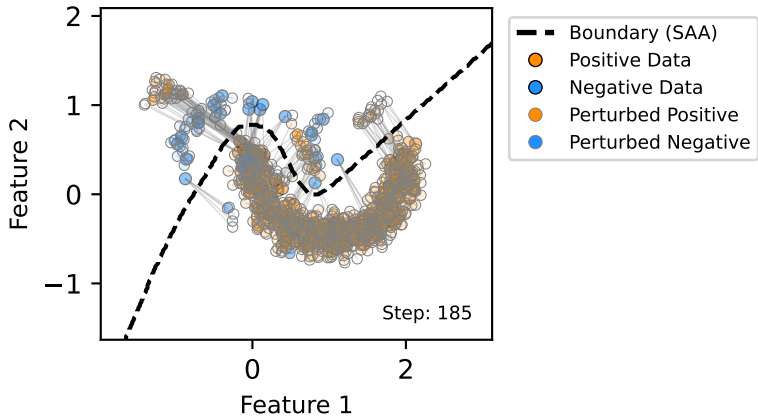 2
1
0
−1
Feature 2
0
2
Feature 1
Step: 185
Boundary (SAA)
Positive Data
Negative Data
Perturbed Positive
Perturbed Negative